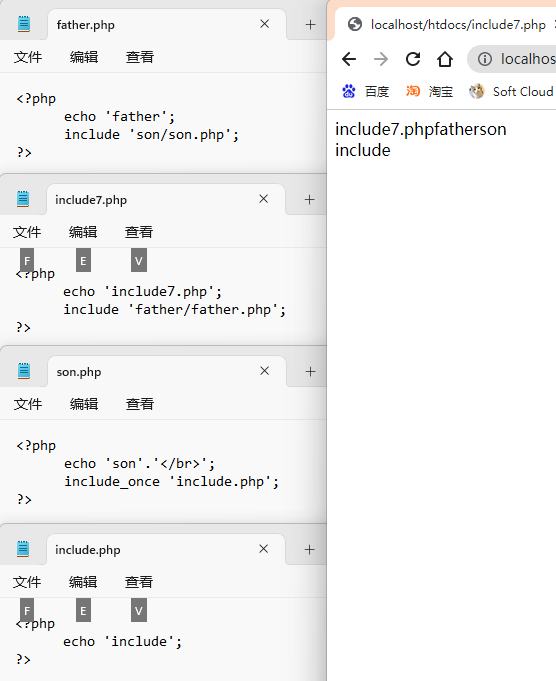 father.php
文件 编辑 查看
<?php
echo 'father';
include 'son/son.php';
?>
include7.php
文件 编辑 查看
F E V
<?php
echo 'include7.php';
include 'father/father.php';
?>
son.php
文件 编辑 查看
<?php
echo 'son'.'</br>';
include_once 'include.php';
?>
include.php
文件 编辑 查看
F E V
<?php
echo 'include';
?>
localhost/htdocs/include7.php
localhos
百度 淘 淘宝 Soft Cloud
include7.phpfatherson
include